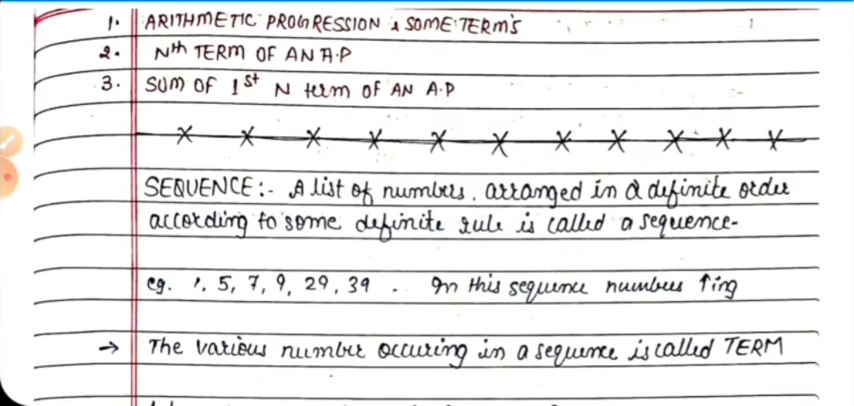 1. ARITHMETIC PROGRESSION & SOME TERM'S
2. Nth TERM OF AN A.P
3. SUM OF 1st N term OF AN A.P
SEQUENCE:- A list of numbers, arranged in a definite order
according to some definite rule is called a sequence-
eg. 1, 5, 7, 9, 29, 39 . In this sequence numbers ↑ing
→ The various number occuring in a sequence is called TERM